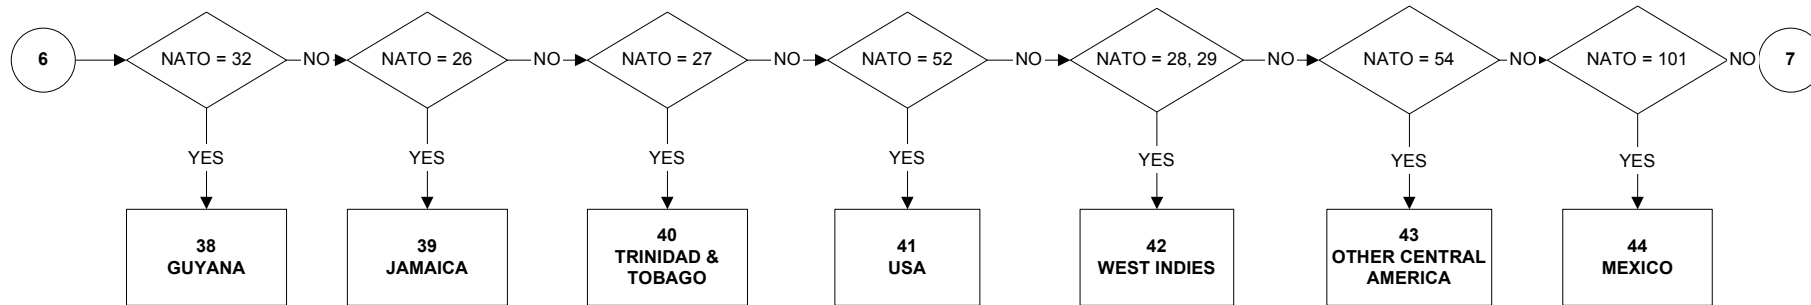 6
NATO = 32
NO
NATO = 26
NO
NATO = 27
NO
NATO = 52
NO
NATO = 28, 29
NO
NATO = 54
NO
NATO = 101
NO
7
YES
YES
YES
YES
YES
YES
YES
38
GUYANA
39
JAMAICA
40
TRINIDAD &
TOBAGO
41
USA
42
WEST INDIES
43
OTHER CENTRAL
AMERICA
44
MEXICO